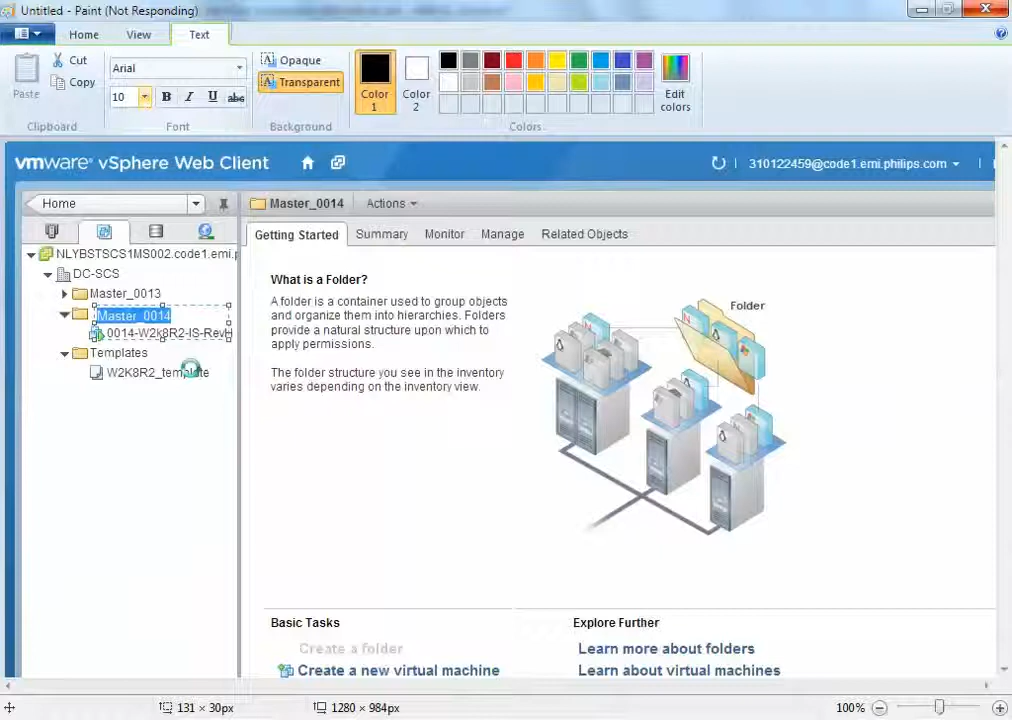 Untitled - Paint (Not Responding)
Home View Text
Paste
Cut
Copy
Clipboard
Arial
10 B I U abc
Font
Opaque
Transparent
Background
Color
1
Color
2
Edit
colors
Colors
vmware® vSphere Web Client
310122459@code1.emi.philips.com
Home
NLYBSTSCS1MS002.code1.emi.p
DC-SCS
Master_0013
Master_0014
0014-W2k8R2-IS-RevH
Templates
W2K8R2_template
Master_0014 Actions
Getting Started Summary Monitor Manage Related Objects
What is a Folder?
A folder is a container used to group objects
and organize them into hierarchies. Folders
provide a natural structure upon which to
apply permissions.
The folder structure you see in the inventory
varies depending on the inventory view.
Folder
Basic Tasks
Create a folder
Create a new virtual machine
Explore Further
Learn more about folders
Learn about virtual machines
131 × 30px 1280 × 984px 100%